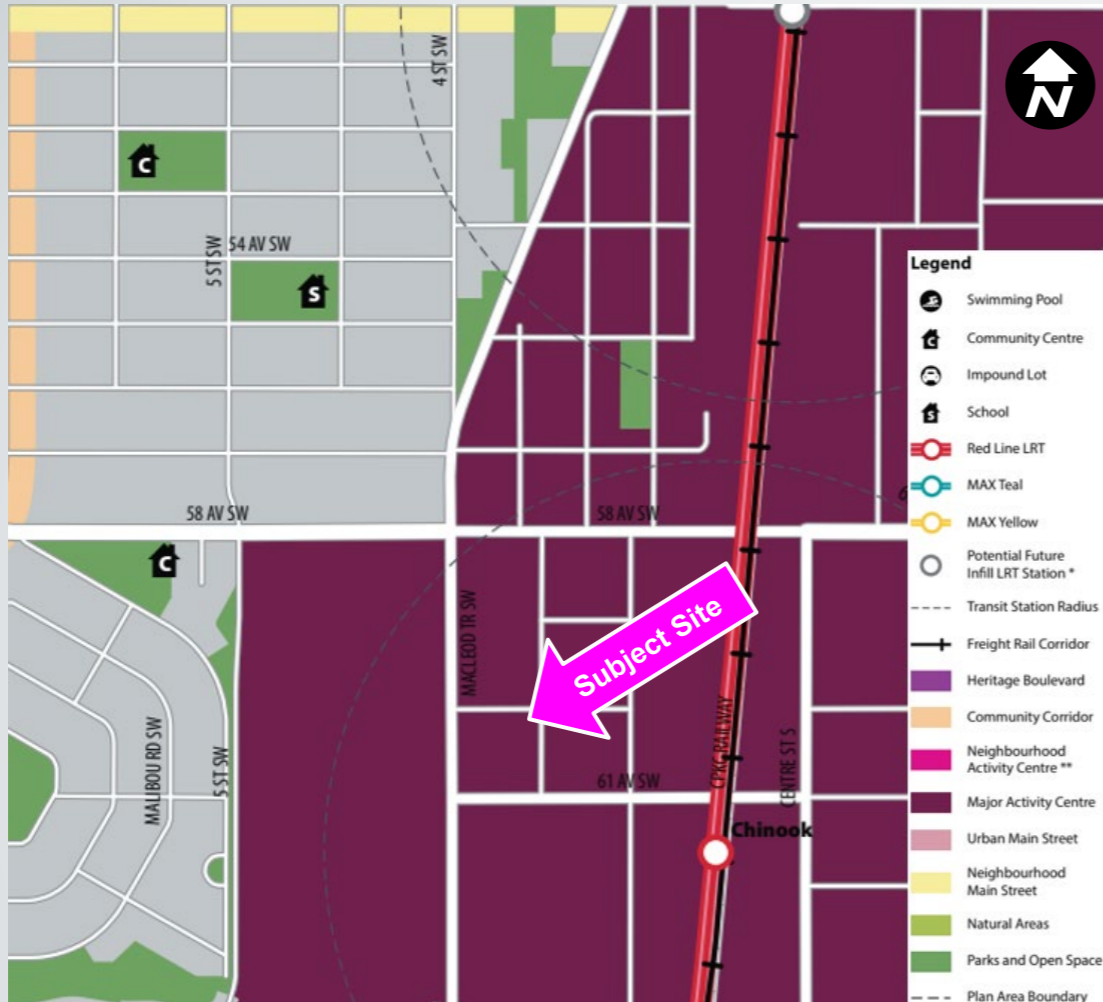 4 ST SW
N
C
5 ST SW
54 AV SW
S
58 AV SW
58 AV SW
C
MACLEOD TR SW
Subject Site
MALIBOU RD SW
5 ST SW
CPKC RAILWAY
CENTRE ST S
61 AV SW
Chinook
Legend
Swimming Pool
C
Community Centre
Impound Lot
S
School
Red Line LRT
MAX Teal
MAX Yellow
Potential Future
Infill LRT Station *
Transit Station Radius
Freight Rail Corridor
Heritage Boulevard
Community Corridor
Neighbourhood
Activity Centre **
Major Activity Centre
Urban Main Street
Neighbourhood
Main Street
Natural Areas
Parks and Open Space
Plan Area Boundary